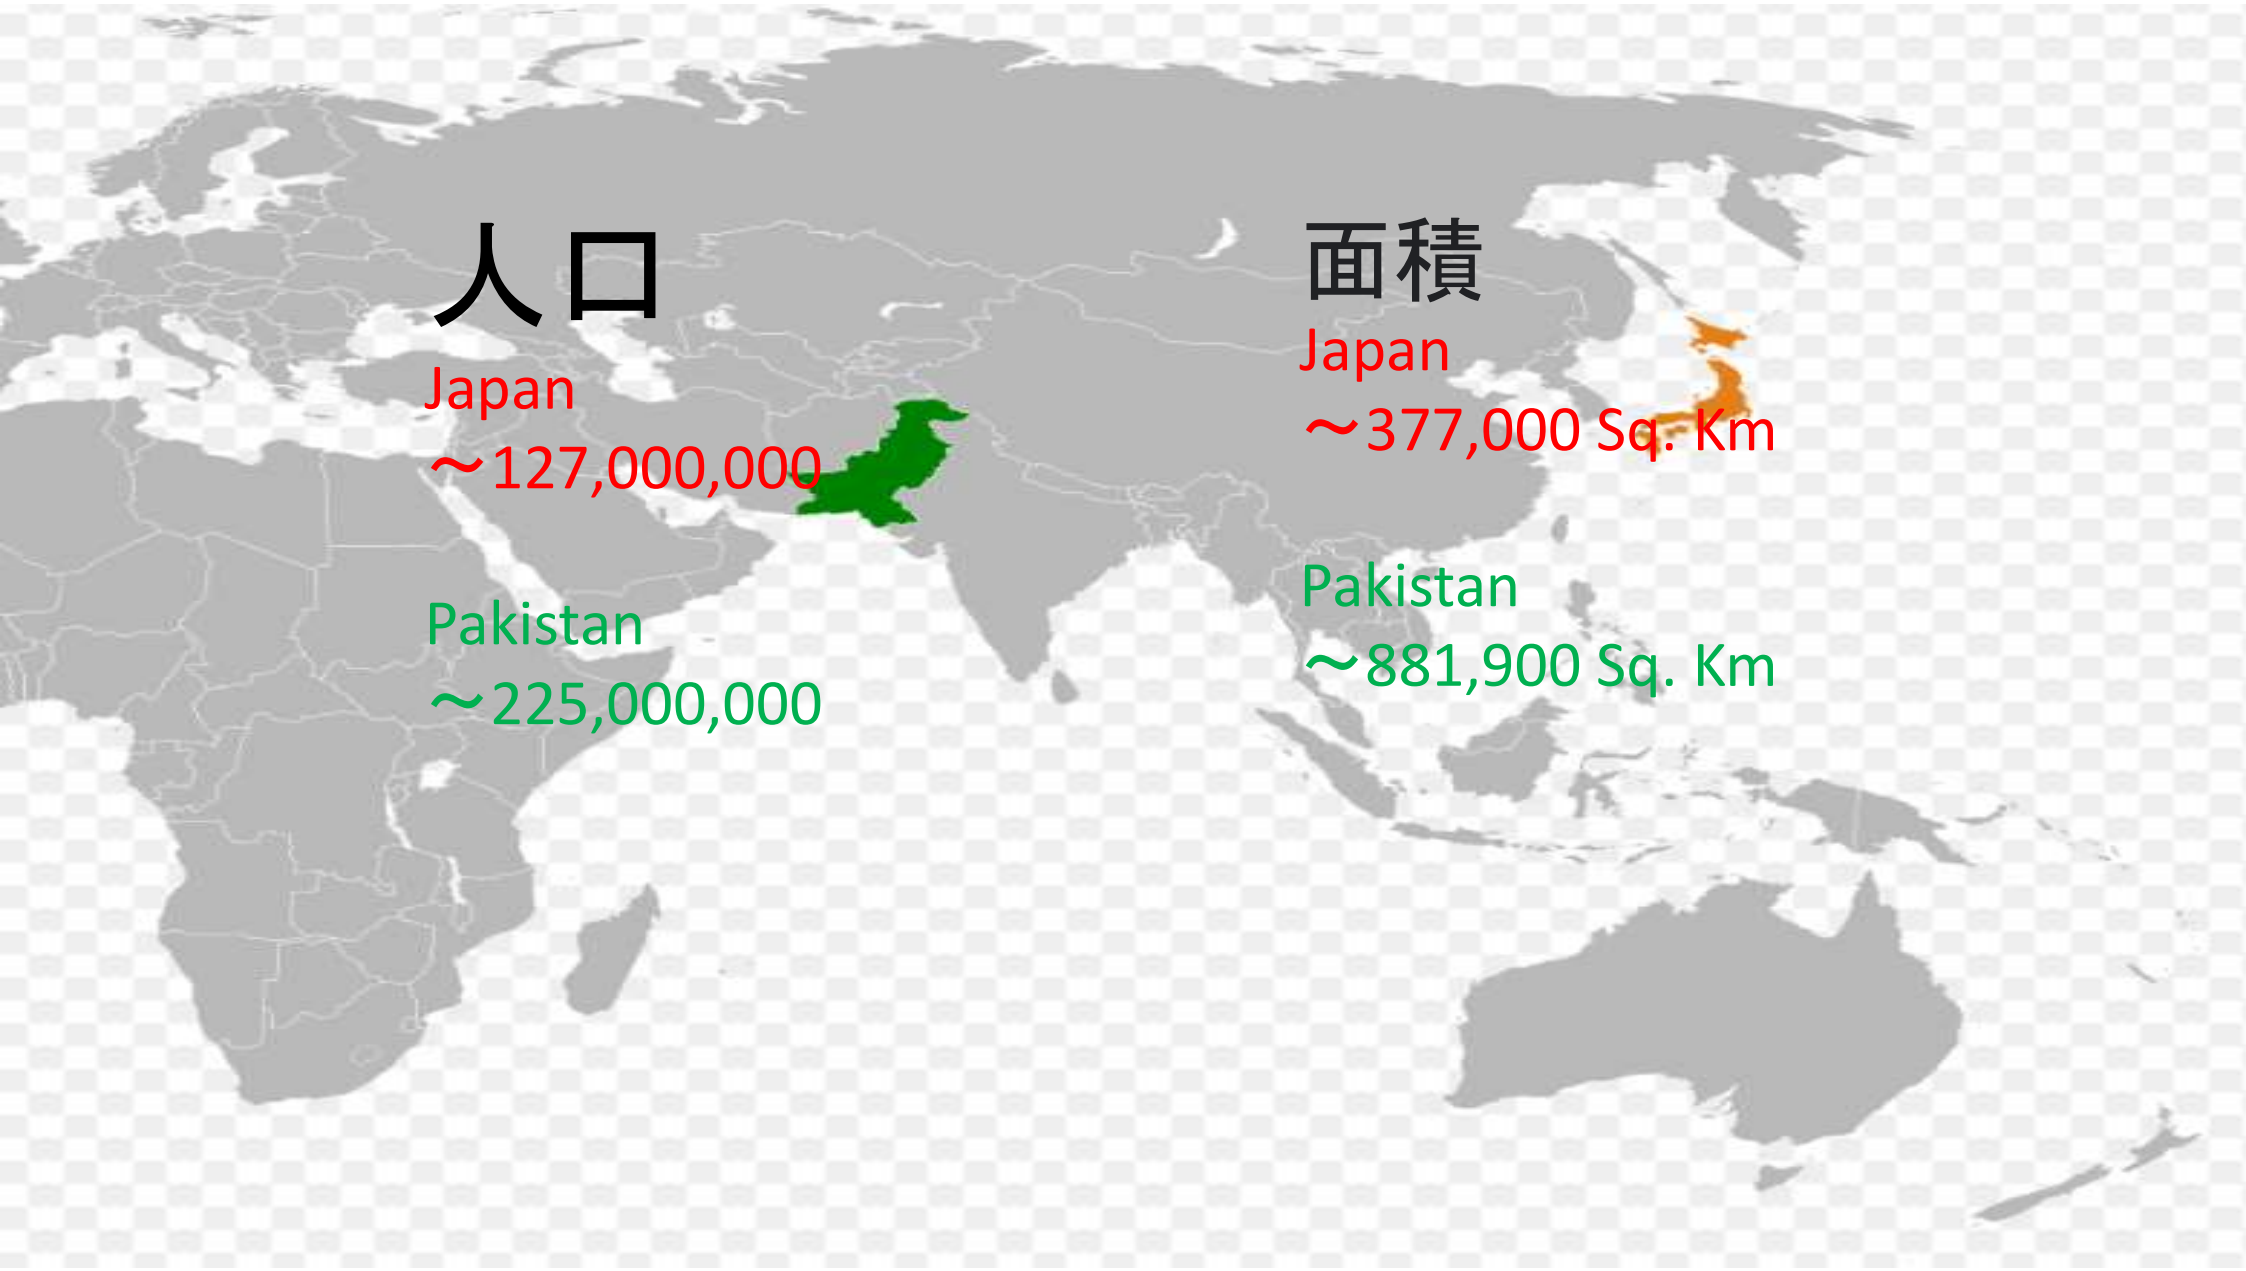 人口
Japan
～127,000,000
Pakistan
～225,000,000
面積
Japan
～377,000 Sq. Km
Pakistan
～881,900 Sq. Km